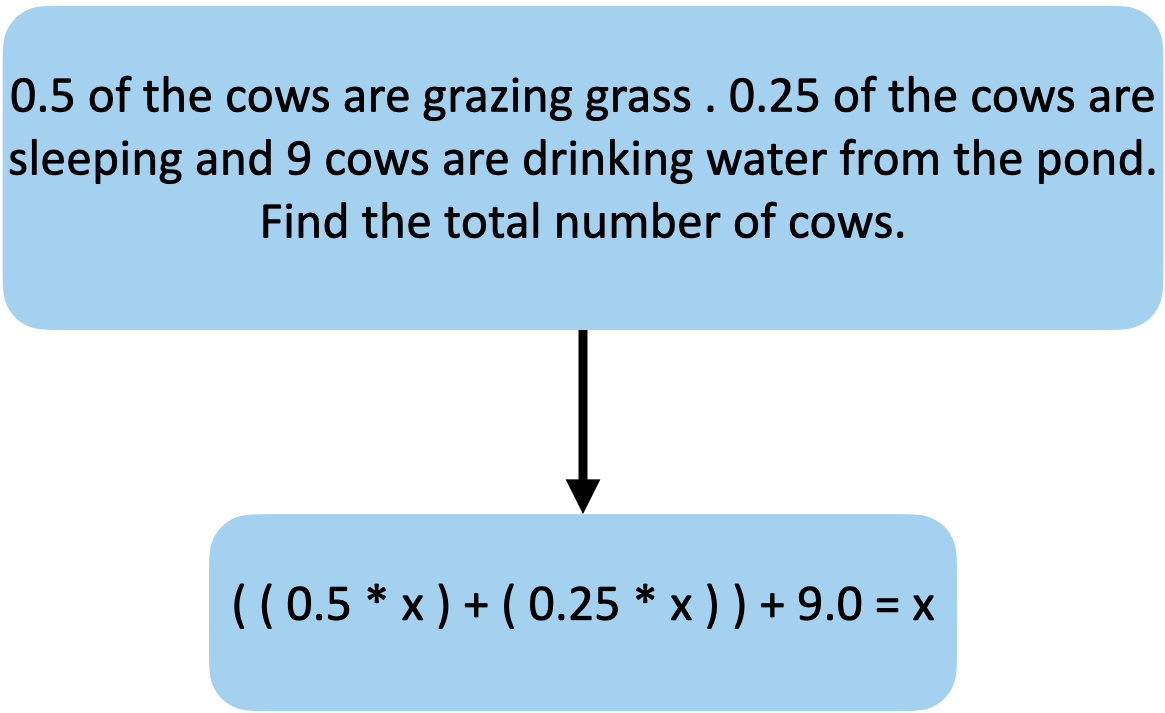 0.5 of the cows are grazing grass . 0.25 of the cows are
sleeping and 9 cows are drinking water from the pond.
Find the total number of cows.
( ( 0.5 * x ) + ( 0.25 * x ) ) + 9.0 = x